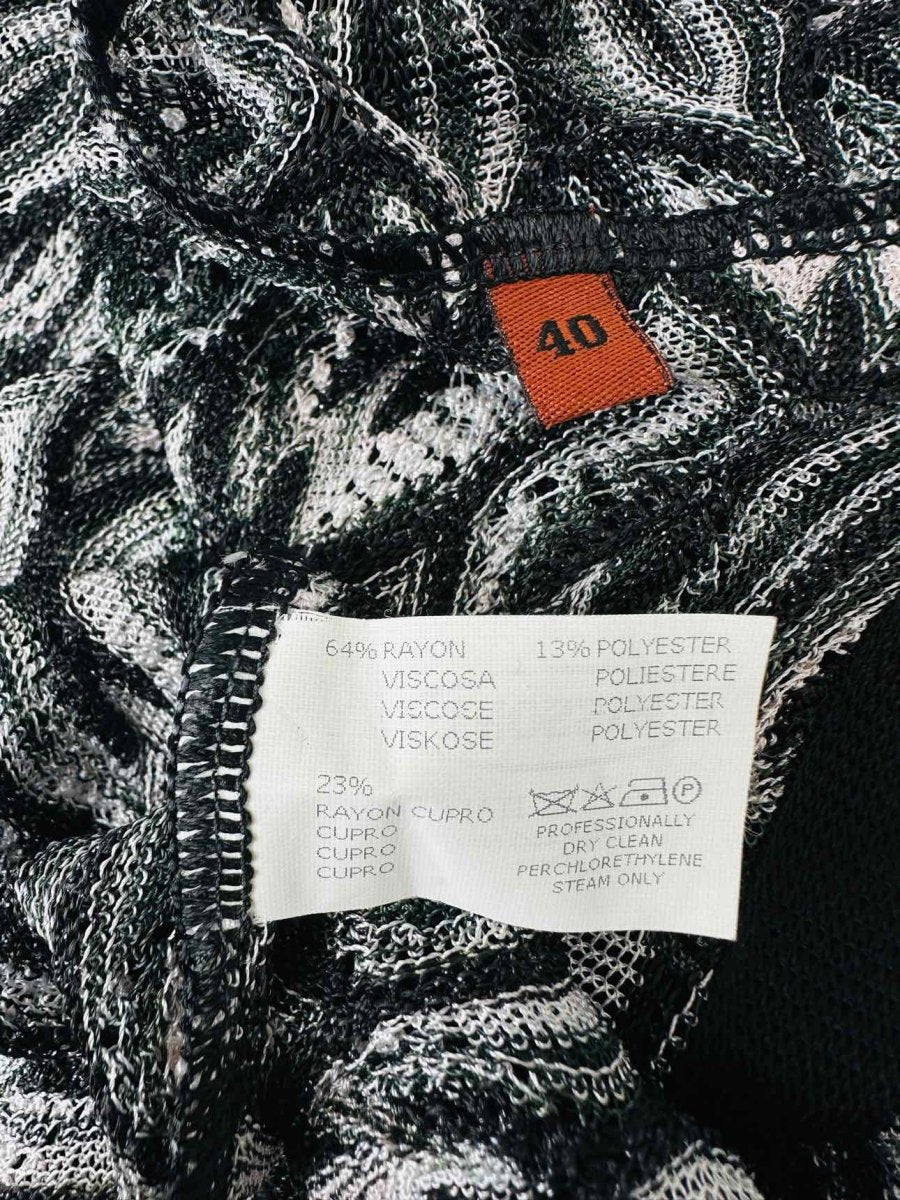 40
64% RAYON
VISCOSA
VISCOSE
VISKOSE
13% POLYESTER
POLIESTERE
POLYESTER
POLYESTER
23%
RAYON CUPRO
CUPRO
CUPRO
CUPRO
P
PROFESSIONALLY
DRY CLEAN
PERCHLORETHYLENE
STEAM ONLY